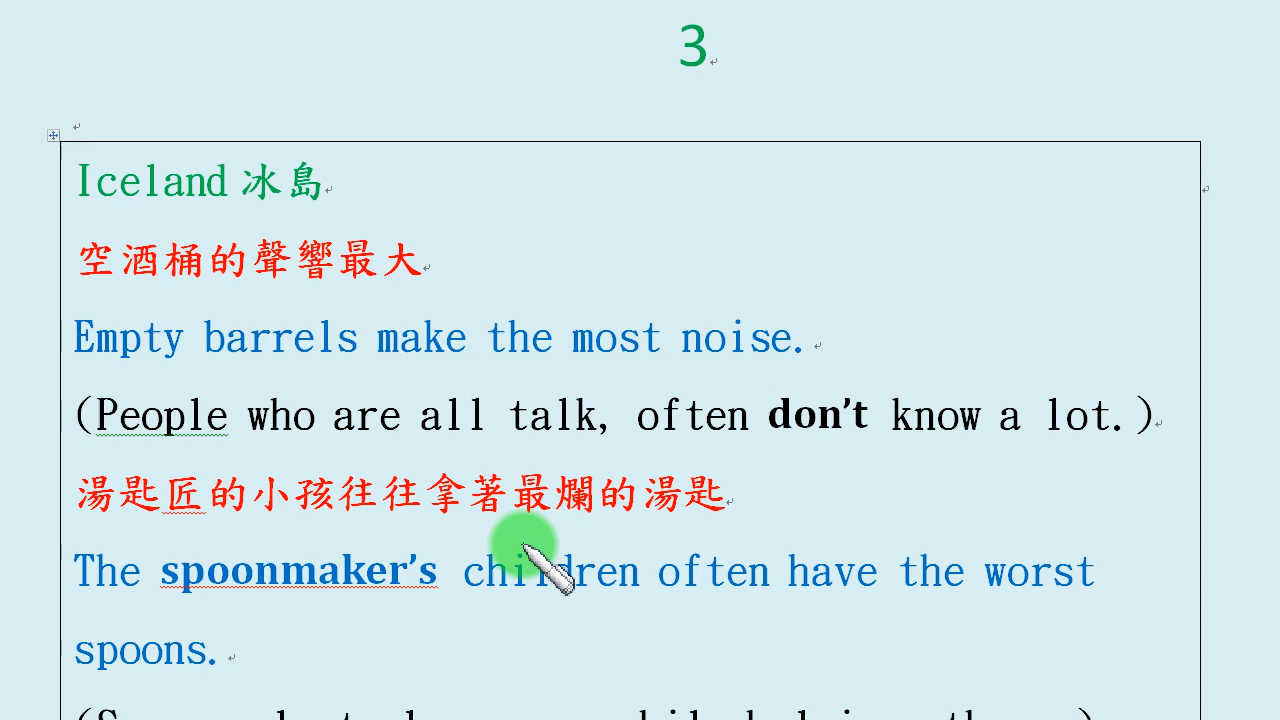 3
Iceland 冰島
空酒桶的聲響最大
Empty barrels make the most noise.
(People who are all talk, often don't know a lot.)
湯匙匠的小孩往往拿著最爛的湯匙
The spoonmaker's children often have the worst
spoons.